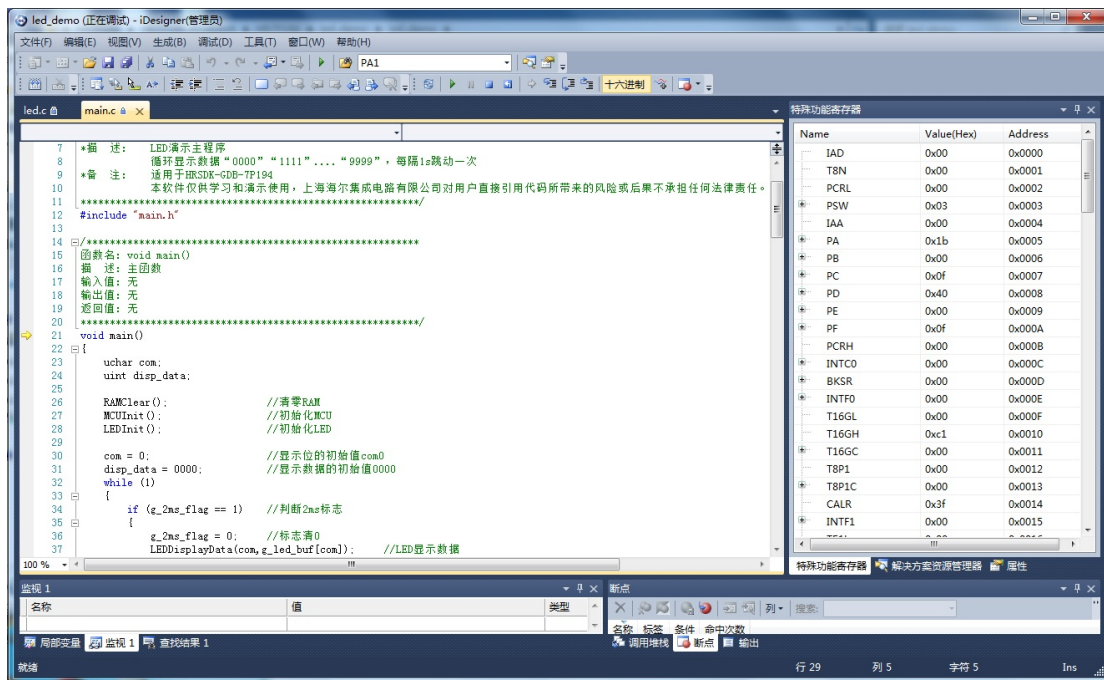 led_demo (正在调试) - iDesigner(管理员)
文件(F) 编辑(E) 视图(V) 生成(B) 调试(D) 工具(T) 窗口(W) 帮助(H)
PA1
十六进制
led.c main.c
7 *描 述: LED演示主程序
8 循环显示数据“0000”“1111”....“9999”,每隔1s跳动一次
9 *备 注: 适用于HRSDK-GDB-7P194
10 本软件仅供学习和演示使用,上海海尔集成电路有限公司对用户直接引用代码所带来的风险或后果不承担任何法律责任。
11 **********************************************************/
12 #include "main.h"
13
14 /*********************************************************
15 函数名: void main()
16 描 述: 主函数
17 输入值: 无
18 输出值: 无
19 返回值: 无
20 **********************************************************/
21 void main()
22 {
23 uchar com;
24 uint disp_data;
25
26 RAMClear(); //清零RAM
27 MCUInit(); //初始化MCU
28 LEDInit(); //初始化LED
29
30 com = 0; //显示位的初始值com0
31 disp_data = 0000; //显示数据的初始值0000
32 while (1)
33 {
34 if (g_2ms_flag == 1) //判断2ms标志
35 {
36 g_2ms_flag = 0; //标志清0
37 LEDDisplayData(com,g_led_buf[com]); //LED显示数据
100 %
特殊功能寄存器
Name Value(Hex) Address
IAD 0x00 0x0000
T8N 0x00 0x0001
PCRL 0x00 0x0002
PSW 0x03 0x0003
IAA 0x00 0x0004
PA 0x1b 0x0005
PB 0x00 0x0006
PC 0x0f 0x0007
PD 0x40 0x0008
PE 0x00 0x0009
PF 0x0f 0x000A
PCRH 0x00 0x000B
INTC0 0x00 0x000C
BKSR 0x00 0x000D
INTF0 0x00 0x000E
T16GL 0x00 0x000F
T16GH 0xc1 0x0010
T16GC 0x00 0x0011
T8P1 0x00 0x0012
T8P1C 0x00 0x0013
CALR 0x3f 0x0014
INTF1 0x00 0x0015
特殊功能寄存器 解决方案资源管理器 属性
监视 1
名称 值 类型
局部变量 监视 1 查找结果 1
断点
列 搜索:
名称 标签 条件 命中次数
调用堆栈 断点 输出
就绪 行 29 列 5 字符 5 Ins